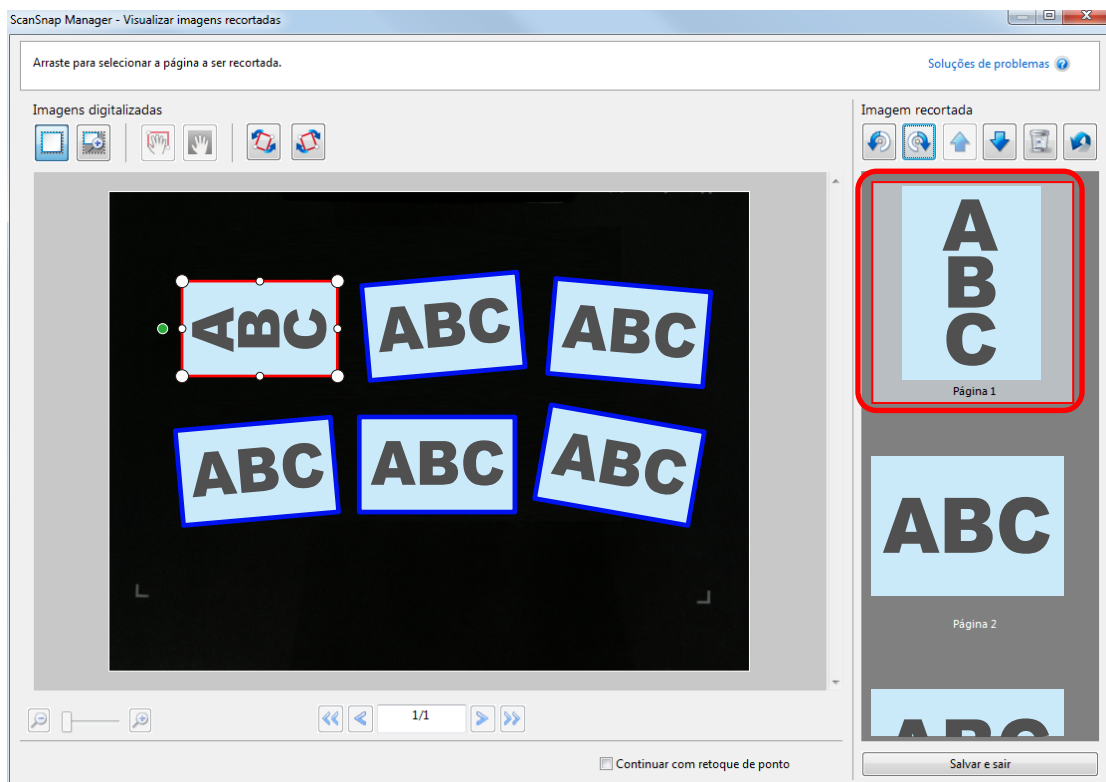 ScanSnap Manager - Visualizar imagens recortadas
Arraste para selecionar a página a ser recortada.
Soluções de problemas
Imagens digitalizadas
Imagem recortada
ABC
ABC
ABC
ABC
ABC
ABC
A
B
C
Página 1
ABC
Página 2
ABC
1/1
Continuar com retoque de ponto
Salvar e sair